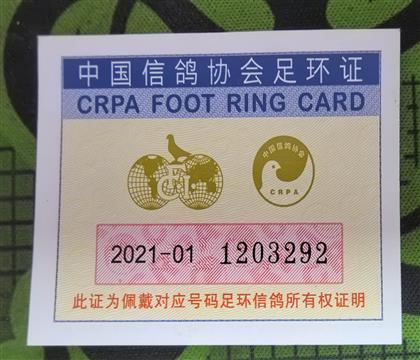 中国信鸽协会足环证
CRPA FOOT RING CARD
中国信鸽协会
CRPA
2021-01 1203292
此证为佩戴对应号码足环信鸽所有权证明